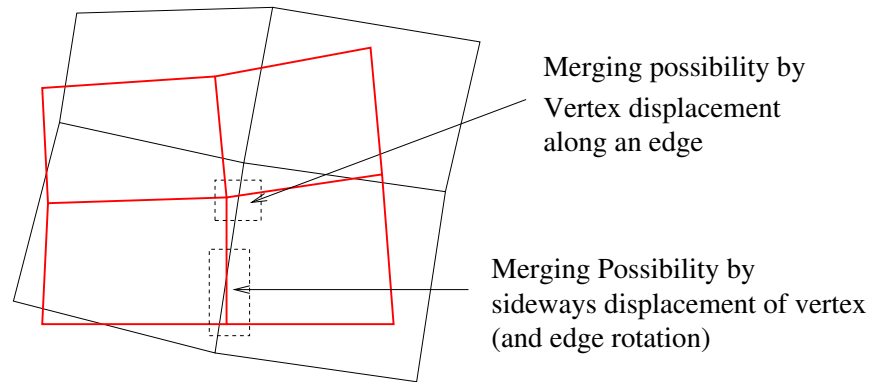 Merging possibility by
Vertex displacement
along an edge
Merging Possibility by
sideways displacement of vertex
(and edge rotation)